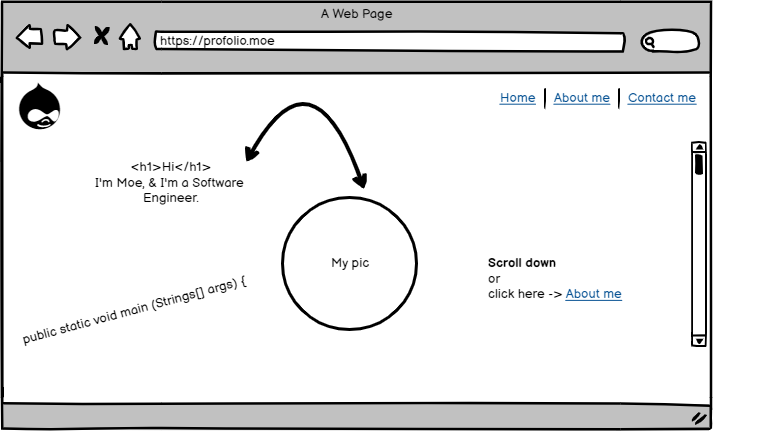 A Web Page
https://profolio.moe
Home
About me
Contact me
<h1>Hi</h1>
I'm Moe, & I'm a Software
Engineer.
My pic
Scroll down
or
click here -> About me
public static void main (Strings[] args) {